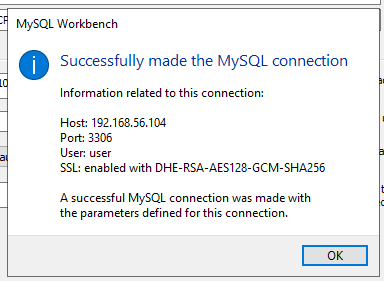 MySQL Workbench
Successfully made the MySQL connection
Information related to this connection:
Host: 192.168.56.104
Port: 3306
User: user
SSL: enabled with DHE-RSA-AES128-GCM-SHA256
A successful MySQL connection was made with
the parameters defined for this connection.
OK